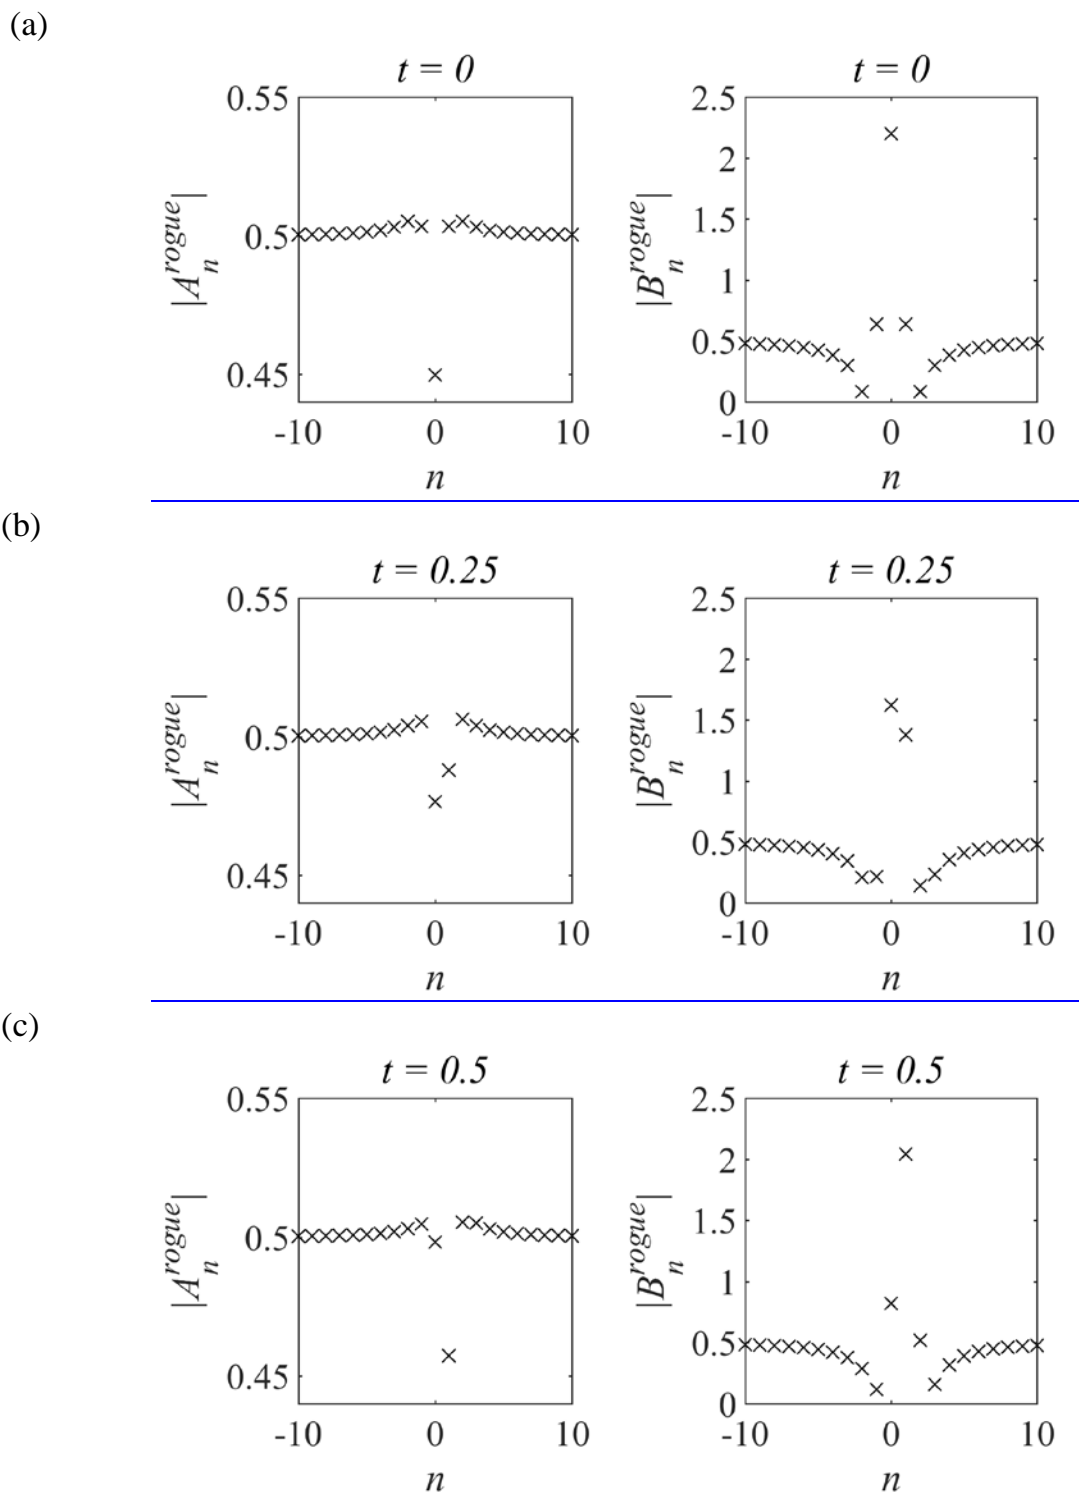 (a)
t = 0
t = 0
0.55
0.5
0.45
|A_n^{rogue}|
-10 0 10
n
2.5
2
1.5
1
0.5
0
|B_n^{rogue}|
-10 0 10
n
(b)
t = 0.25
t = 0.25
0.55
0.5
0.45
|A_n^{rogue}|
-10 0 10
n
2.5
2
1.5
1
0.5
0
|B_n^{rogue}|
-10 0 10
n
(c)
t = 0.5
t = 0.5
0.55
0.5
0.45
|A_n^{rogue}|
-10 0 10
n
2.5
2
1.5
1
0.5
0
|B_n^{rogue}|
-10 0 10
n